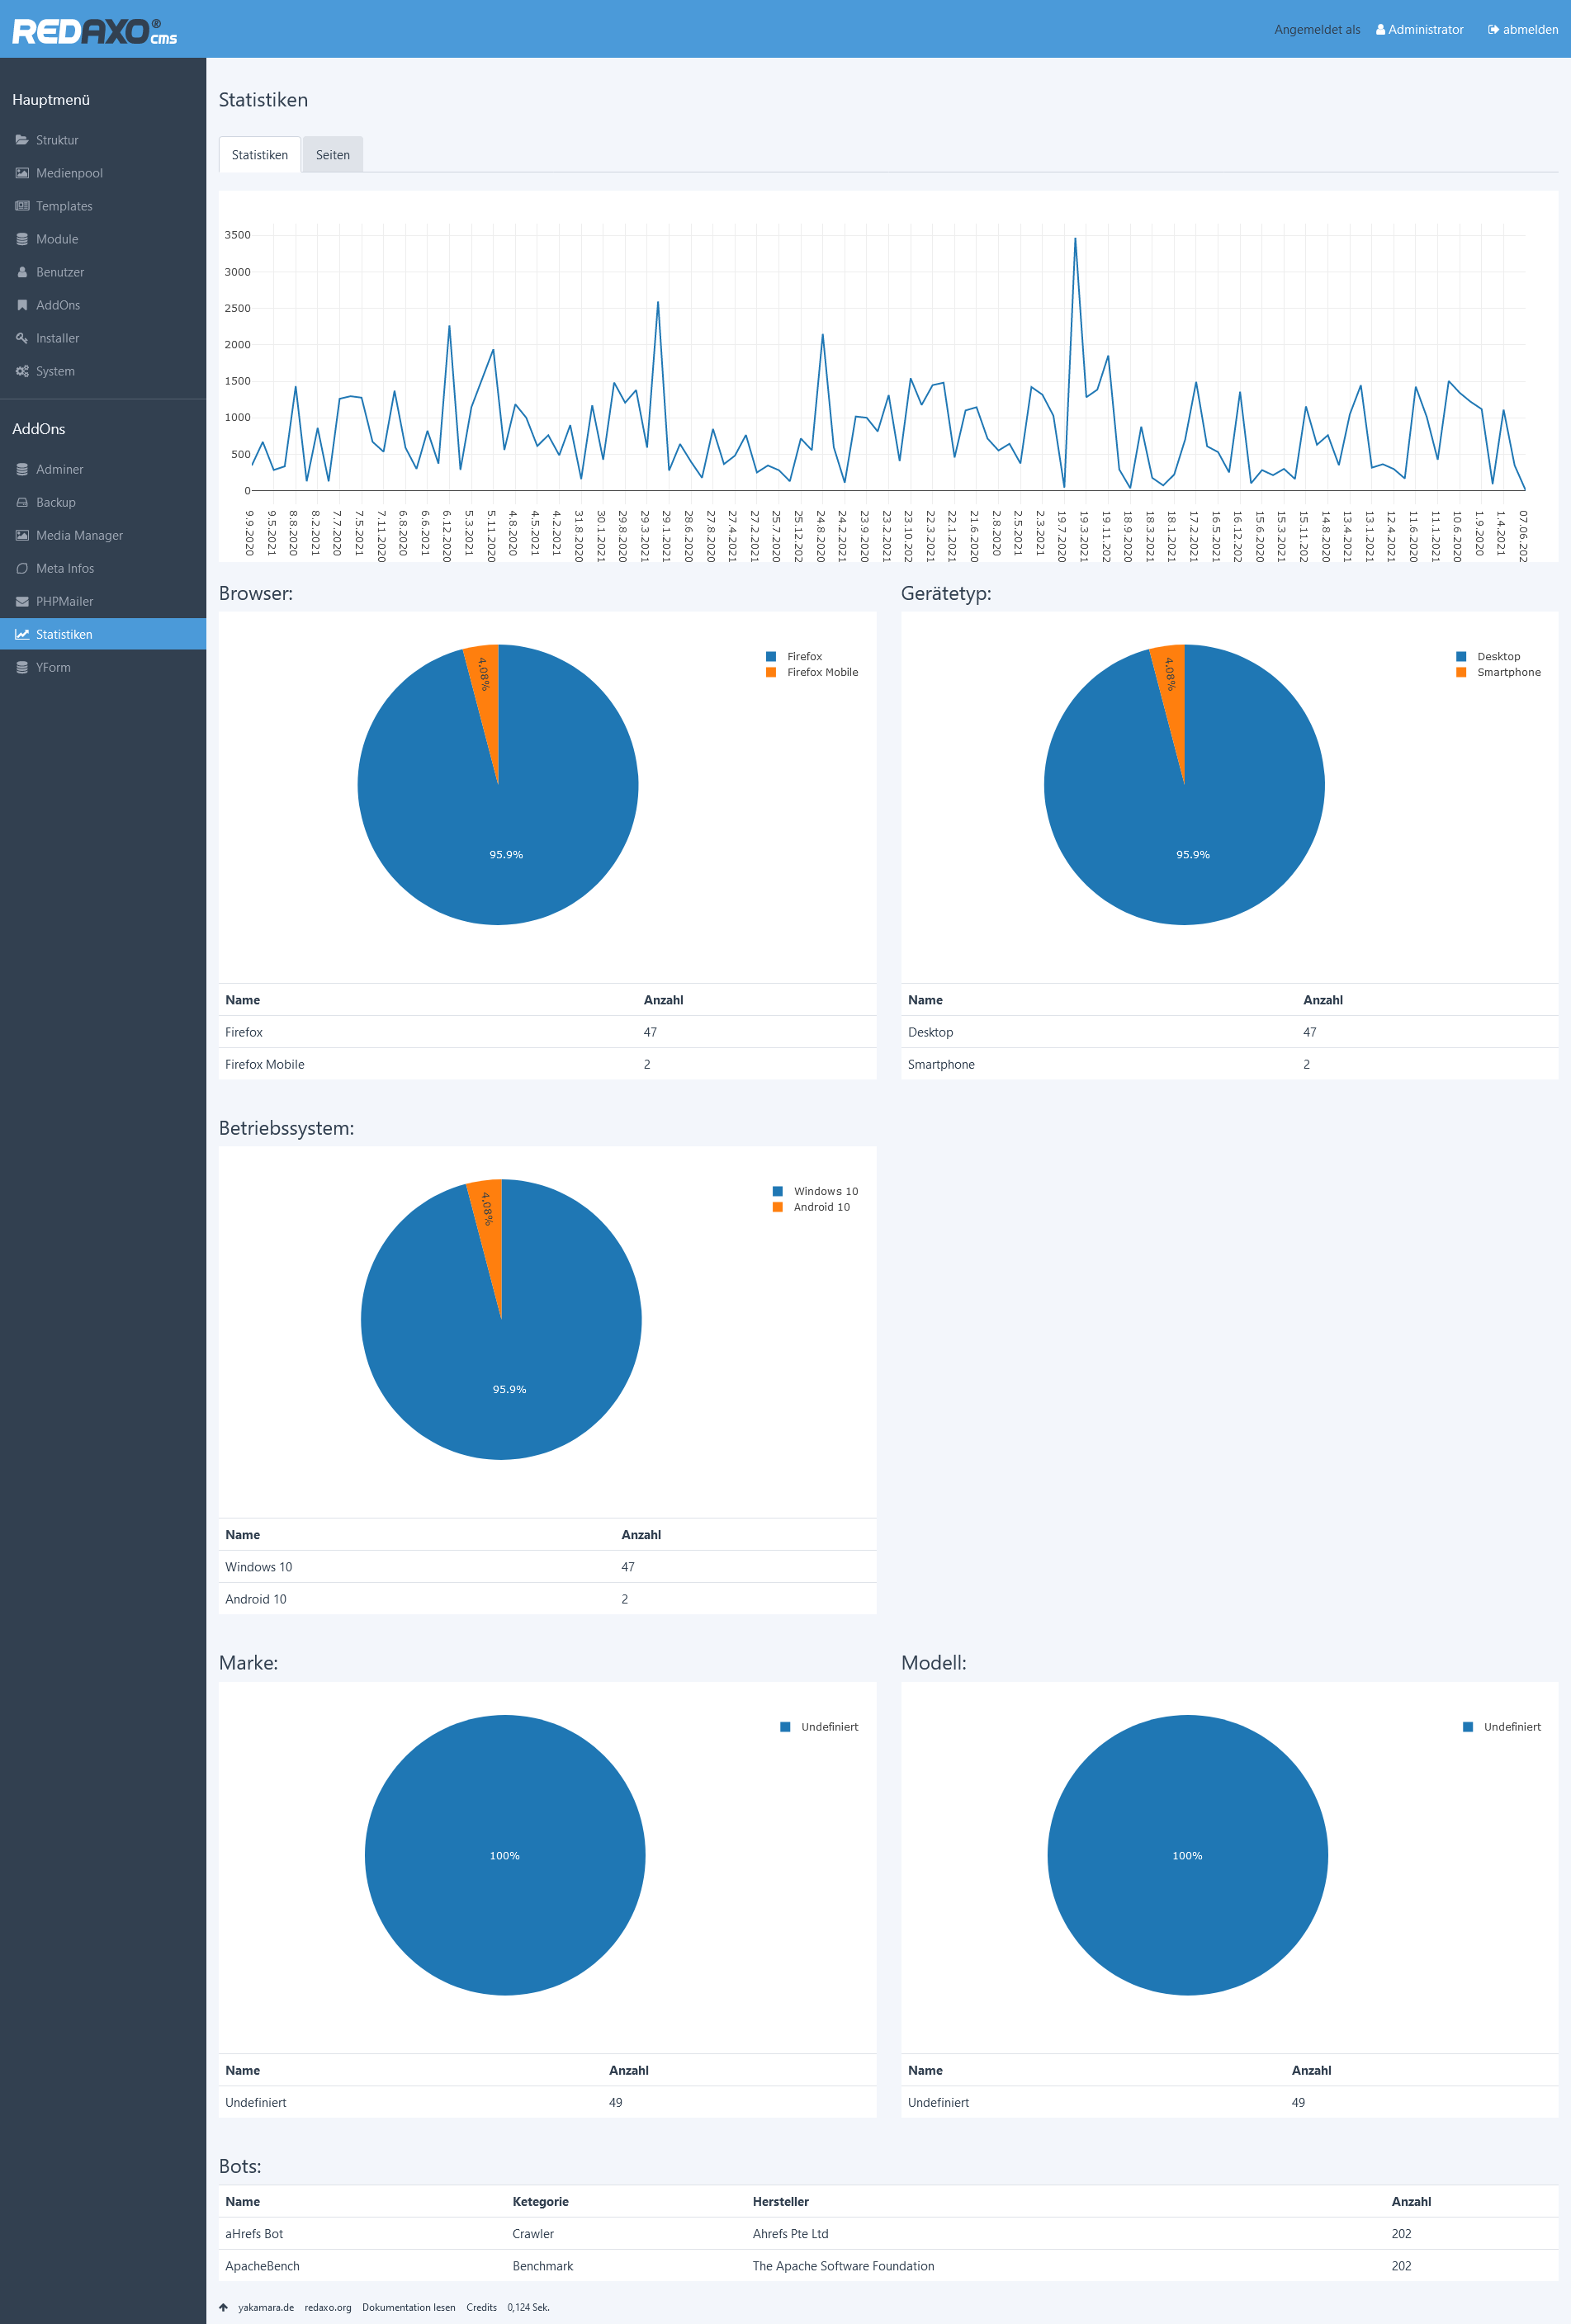 REDAXO® cms
Angemeldet als Administrator abmelden
Hauptmenü
Struktur
Medienpool
Templates
Module
Benutzer
AddOns
Installer
System
AddOns
Adminer
Backup
Media Manager
Meta Infos
PHPMailer
Statistiken
YForm
Statistiken
Statistiken Seiten
3500
3000
2500
2000
1500
1000
500
0
9.9.2020 9.5.2021 8.8.2020 8.2.2021 7.7.2020 7.5.2021 7.11.2020 6.8.2020 6.6.2021 6.12.2020 5.3.2021 5.11.2020 4.8.2020 4.5.2021 4.2.2021 31.8.2020 30.1.2021 29.8.2020 29.3.2021 29.1.2021 28.6.2020 27.8.2020 27.4.2021 27.2.2021 25.7.2020 25.12.202 24.8.2020 24.2.2021 23.9.2020 23.2.2021 23.10.202 22.3.2021 22.1.2021 21.6.2020 2.8.2020 2.5.2021 2.3.2021 19.7.2020 19.3.2021 19.11.202 18.9.2020 18.3.2021 18.1.2021 17.2.2021 16.5.2021 16.12.202 15.6.2020 15.3.2021 15.11.202 14.8.2020 13.4.2021 13.1.2021 12.4.2021 11.6.2020 11.11.2021 10.6.2020 1.9.2020 1.4.2021 07.06.202
Browser:
Firefox
Firefox Mobile
4.08%
95.9%
Name Anzahl
Firefox 47
Firefox Mobile 2
Gerätetyp:
Desktop
Smartphone
4.08%
95.9%
Name Anzahl
Desktop 47
Smartphone 2
Betriebssystem:
Windows 10
Android 10
4.08%
95.9%
Name Anzahl
Windows 10 47
Android 10 2
Marke:
Undefiniert
100%
Name Anzahl
Undefiniert 49
Modell:
Undefiniert
100%
Name Anzahl
Undefiniert 49
Bots:
Name Ketegorie Hersteller Anzahl
aHrefs Bot Crawler Ahrefs Pte Ltd 202
ApacheBench Benchmark The Apache Software Foundation 202
yakamara.de redaxo.org Dokumentation lesen Credits 0,124 Sek.